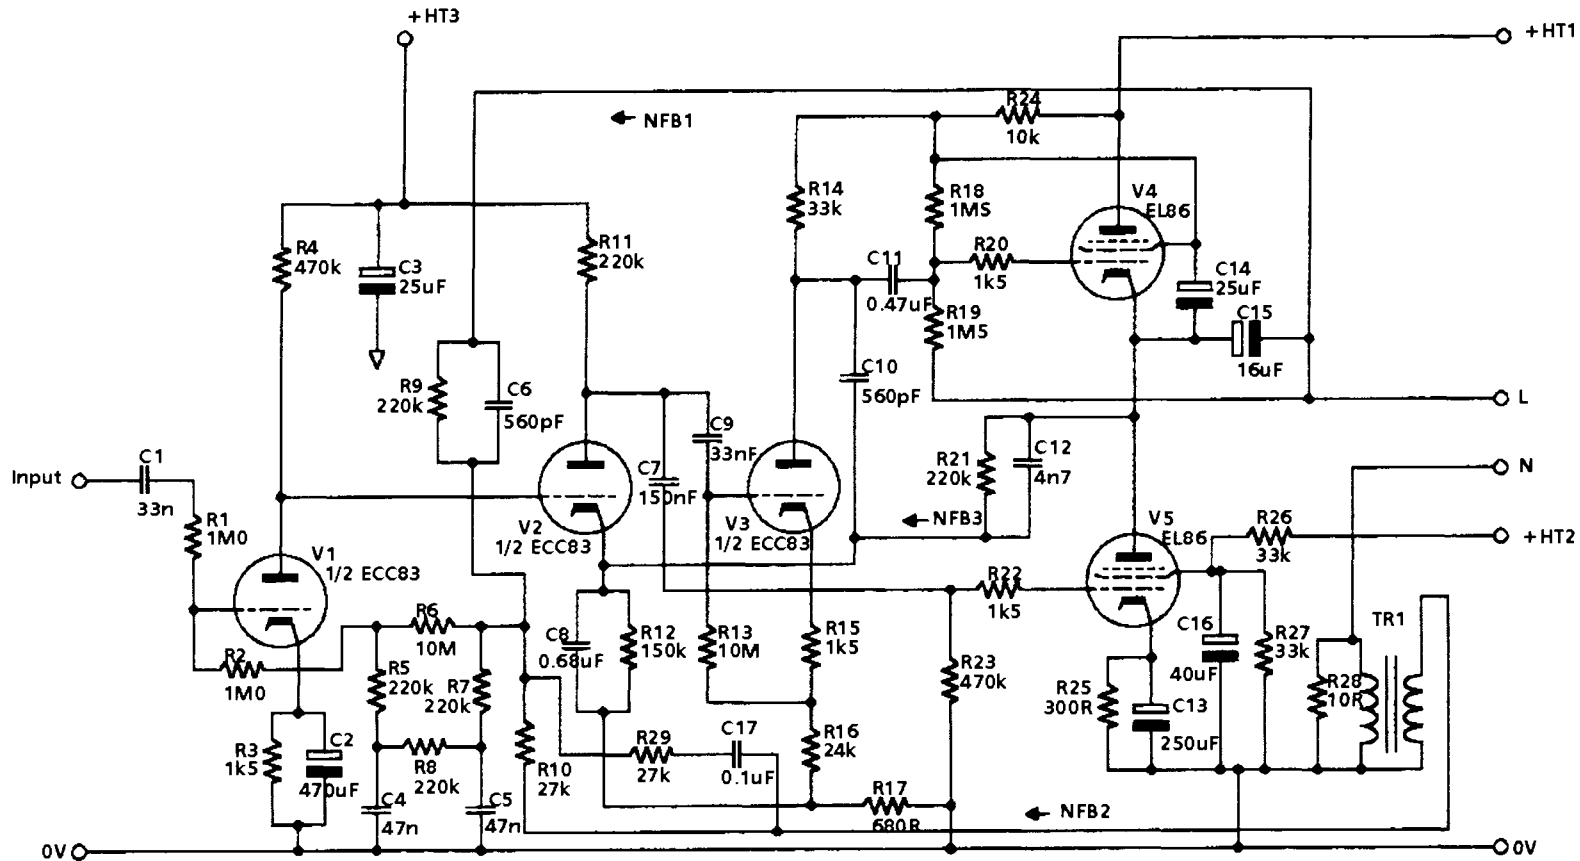 +HT3
+HT1
R24
10k
NFB1
R14
33k
R18
1M5
V4
EL86
R4
470k
C3
25uF
R11
220k
C11
0.47uF
R20
1k5
C14
25uF
C15
16uF
R19
1M5
R9
220k
C6
560pF
C10
560pF
L
C9
33nF
C7
150nF
R21
220k
C12
4n7
N
Input
C1
33n
R1
1M0
V2
1/2 ECC83
V3
1/2 ECC83
NFB3
V5
EL86
R26
33k
+HT2
V1
1/2 ECC83
R22
1k5
R6
10M
C8
0.68uF
R12
150k
R13
10M
R15
1k5
C16
40uF
R27
33k
TR1
R2
1M0
R5
220k
R7
220k
R23
470k
R25
300R
C13
250uF
R28
10R
R3
1k5
C2
470uF
R8
220k
R10
27k
R29
27k
C17
0.1uF
R16
24k
C4
47n
C5
47n
R17
680R
NFB2
0V
0V